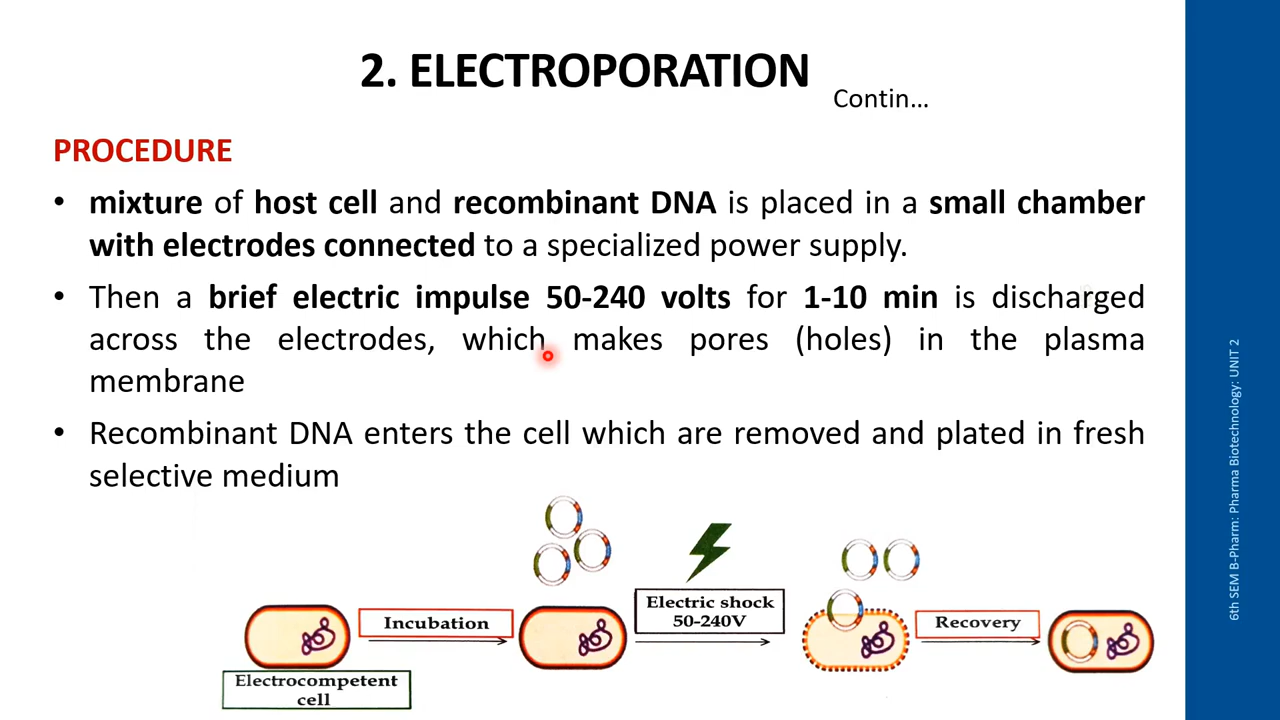 2. ELECTROPORATION
Contin...
PROCEDURE
• mixture of host cell and recombinant DNA is placed in a small chamber
with electrodes connected to a specialized power supply.
• Then a brief electric impulse 50-240 volts for 1-10 min is discharged
across the electrodes, which makes pores (holes) in the plasma
membrane
• Recombinant DNA enters the cell which are removed and plated in fresh
selective medium
Incubation
Electric shock
50-240V
Recovery
Electrocompetent
cell
6th SEM B-Pharm: Pharma Biotechnology: UNIT 2